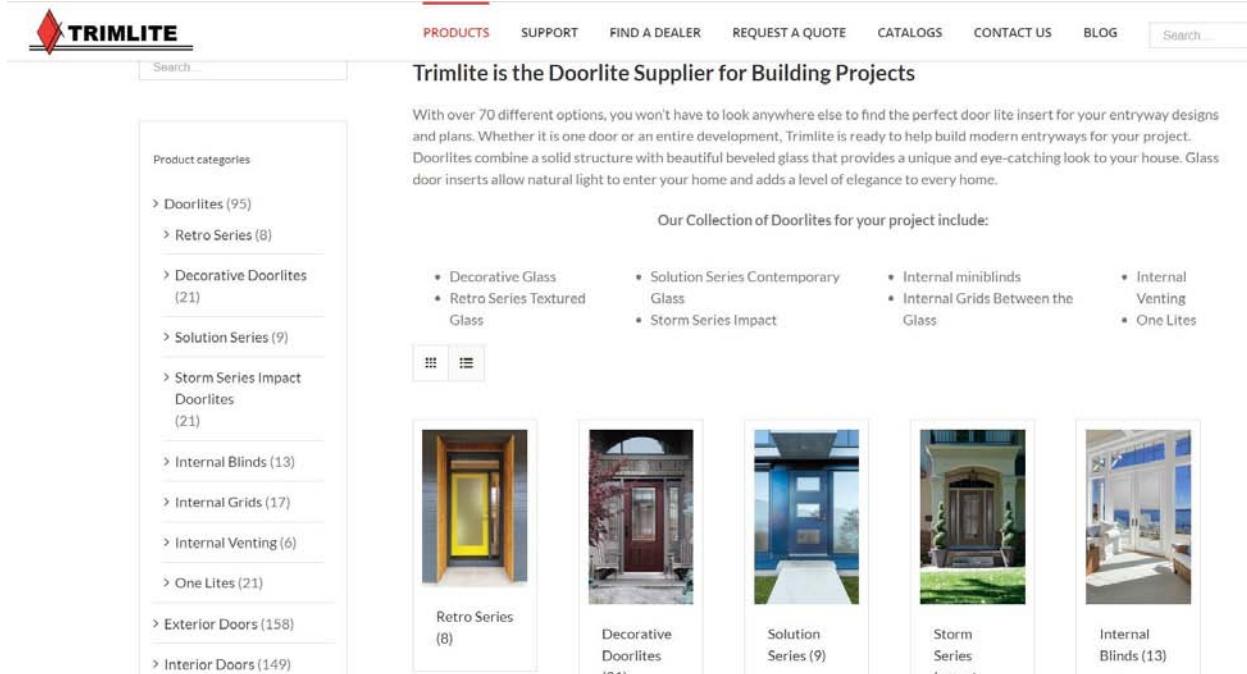 TRIMLITE
PRODUCTS SUPPORT FIND A DEALER REQUEST A QUOTE CATALOGS CONTACT US BLOG Search ...
Search ...
Product categories
> Doorlites (95)
> Retro Series (8)
> Decorative Doorlites
(21)
> Solution Series (9)
> Storm Series Impact
Doorlites
(21)
> Internal Blinds (13)
> Internal Grids (17)
> Internal Venting (6)
> One Lites (21)
> Exterior Doors (158)
> Interior Doors (149)
Trimlite is the Doorlite Supplier for Building Projects
With over 70 different options, you won't have to look anywhere else to find the perfect door lite insert for your entryway designs
and plans. Whether it is one door or an entire development, Trimlite is ready to help build modern entryways for your project.
Doorlites combine a solid structure with beautiful beveled glass that provides a unique and eye-catching look to your house. Glass
door inserts allow natural light to enter your home and adds a level of elegance to every home.
Our Collection of Doorlites for your project include:
• Decorative Glass
• Retro Series Textured
Glass
• Solution Series Contemporary
Glass
• Storm Series Impact
• Internal miniblinds
• Internal Grids Between the
Glass
• Internal
Venting
• One Lites
Retro Series
(8)
Decorative
Doorlites
Solution
Series (9)
Storm
Series
Internal
Blinds (13)